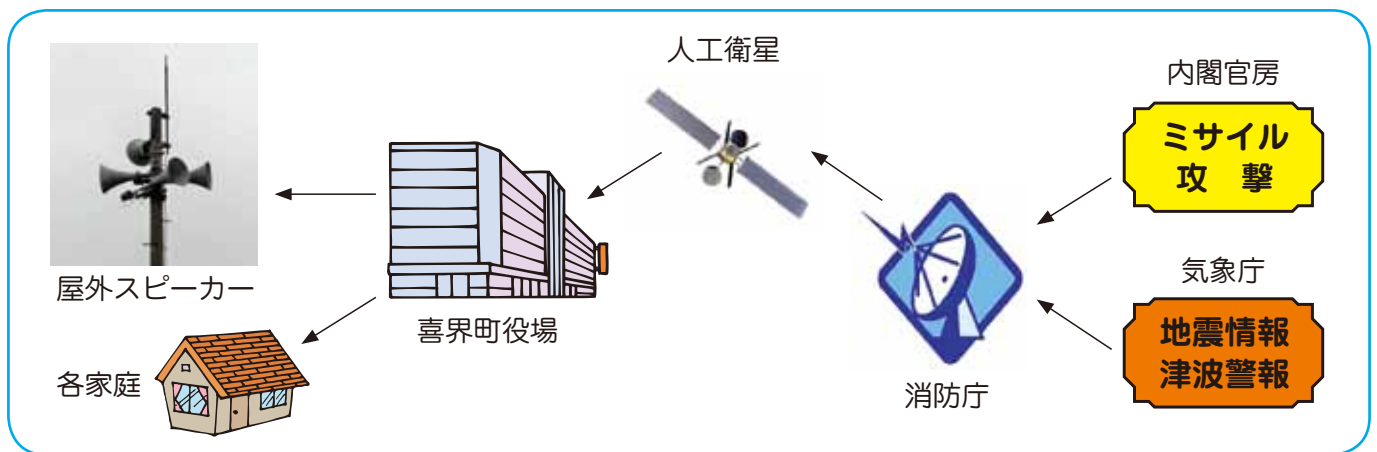 人工衛星
内閣官房
ミサイル
攻 撃
屋外スピーカー
喜界町役場
気象庁
地震情報
津波警報
各家庭
消防庁